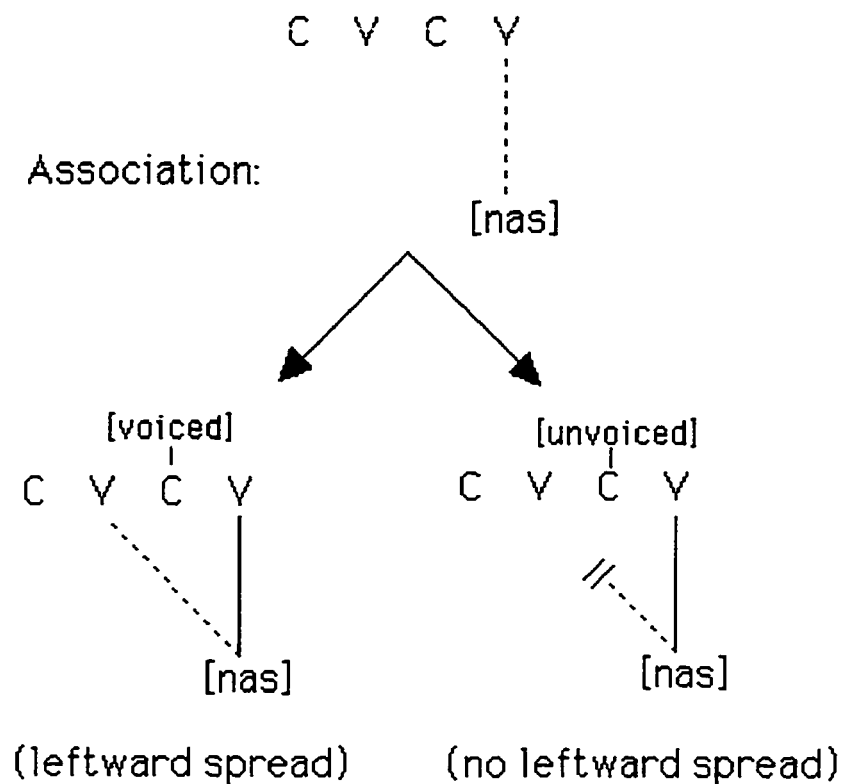 C V C V
Association:
[nas]
[voiced] [unvoiced]
C V C V C V C V
[nas] [nas]
(leftward spread) (no leftward spread)